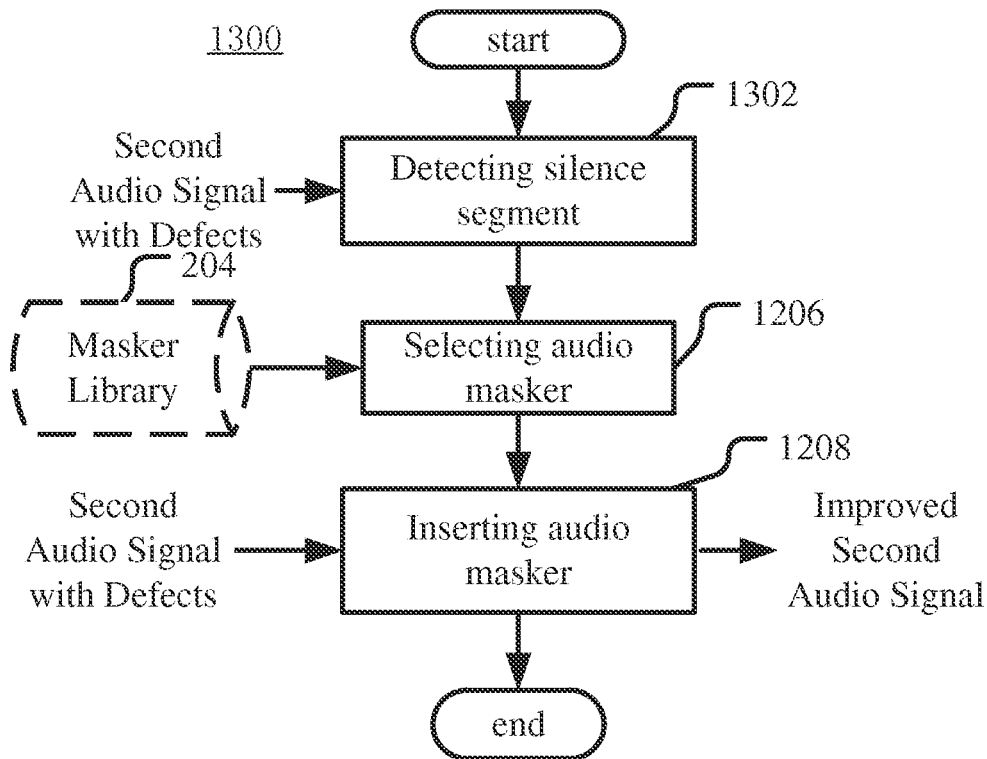 1300
start
1302
Second
Audio Signal
with Defects
Detecting silence
segment
204
Masker
Library
1206
Selecting audio
masker
1208
Second
Audio Signal
with Defects
Inserting audio
masker
Improved
Second
Audio Signal
end